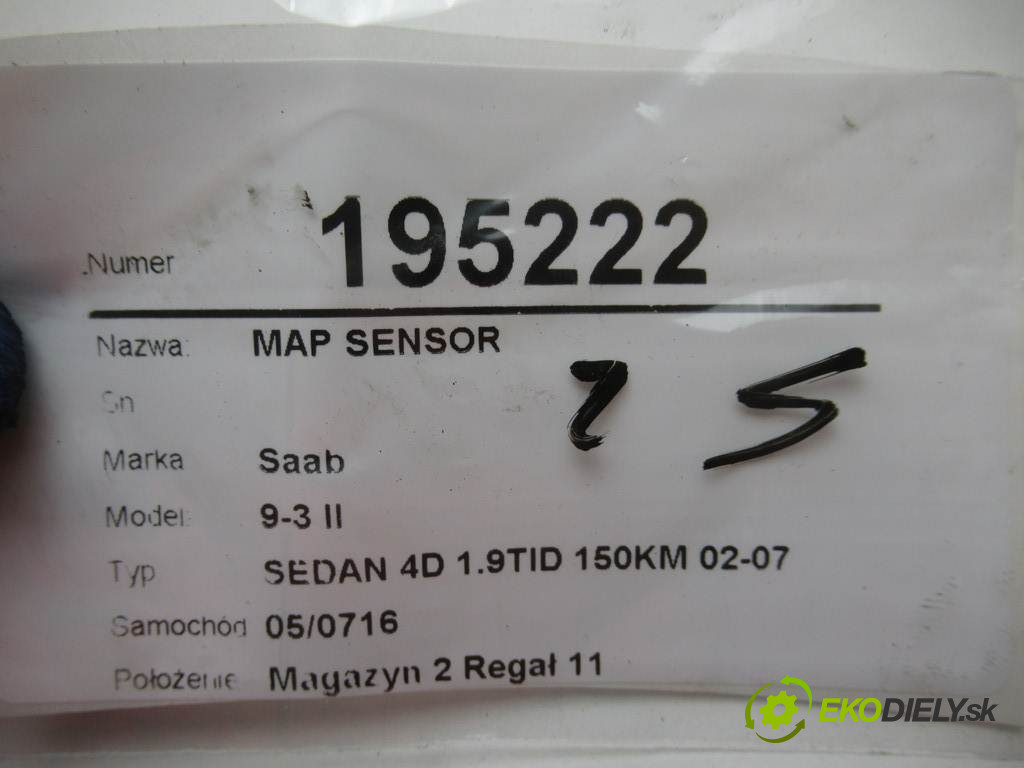 Numer 195222
Nazwa: MAP SENSOR
2 5
Sn
Marka Saab
Model: 9-3 II
Typ SEDAN 4D 1.9TID 150KM 02-07
Samochód 05/0716
Położenie Magazyn 2 Regał 11
EKODIELY.sk